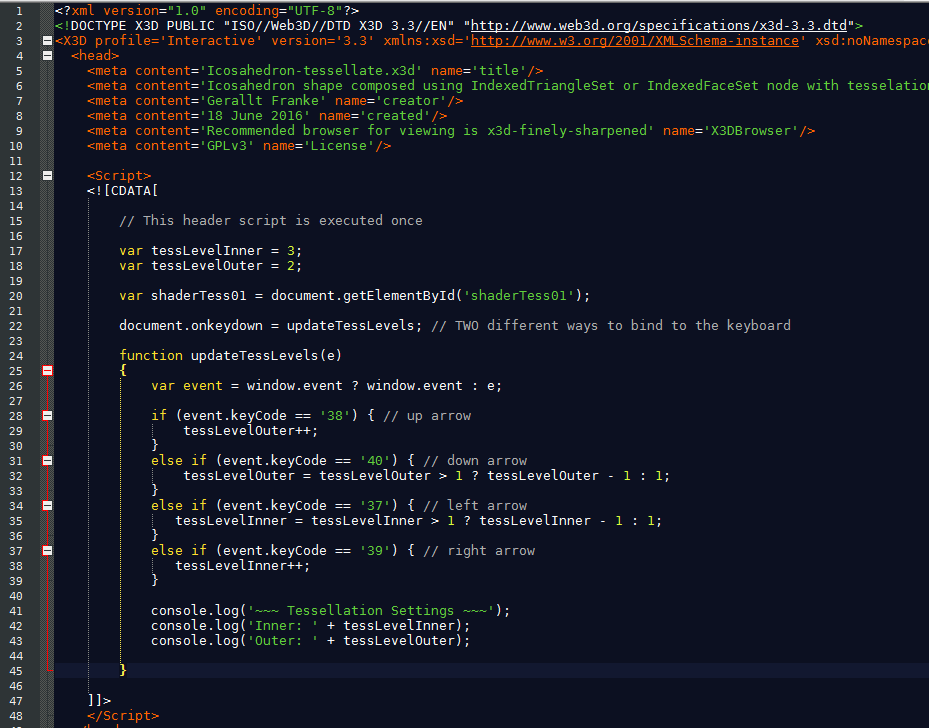 1 <?xml version="1.0" encoding="UTF-8"?>
2 <!DOCTYPE X3D PUBLIC "ISO//Web3D//DTD X3D 3.3//EN" "http://www.web3d.org/specifications/x3d-3.3.dtd">
3 <X3D profile='Interactive' version='3.3' xmlns:xsd='http://www.w3.org/2001/XMLSchema-instance' xsd:noNamespac
4 <head>
5 <meta content='Icosahedron-tessellate.x3d' name='title'/>
6 <meta content='Icosahedron shape composed using IndexedTriangleSet or IndexedFaceSet node with tesselatio
7 <meta content='Gerallt Franke' name='creator'/>
8 <meta content='18 June 2016' name='created'/>
9 <meta content='Recommended browser for viewing is x3d-finely-sharpened' name='X3DBrowser'/>
10 <meta content='GPLv3' name='License'/>
11
12 <Script>
13 <![CDATA[
14
15 // This header script is executed once
16
17 var tessLevelInner = 3;
18 var tessLevelOuter = 2;
19
20 var shaderTess01 = document.getElementById('shaderTess01');
21
22 document.onkeydown = updateTessLevels; // TWO different ways to bind to the keyboard
23
24 function updateTessLevels(e)
25 {
26 var event = window.event ? window.event : e;
27
28 if (event.keyCode == '38') { // up arrow
29 tessLevelOuter++;
30 }
31 else if (event.keyCode == '40') { // down arrow
32 tessLevelOuter = tessLevelOuter > 1 ? tessLevelOuter - 1 : 1;
33 }
34 else if (event.keyCode == '37') { // left arrow
35 tessLevelInner = tessLevelInner > 1 ? tessLevelInner - 1 : 1;
36 }
37 else if (event.keyCode == '39') { // right arrow
38 tessLevelInner++;
39 }
40
41 console.log('~~~ Tessellation Settings ~~~');
42 console.log('Inner: ' + tessLevelInner);
43 console.log('Outer: ' + tessLevelOuter);
44
45 }
46
47 ]]>
48 </Script>